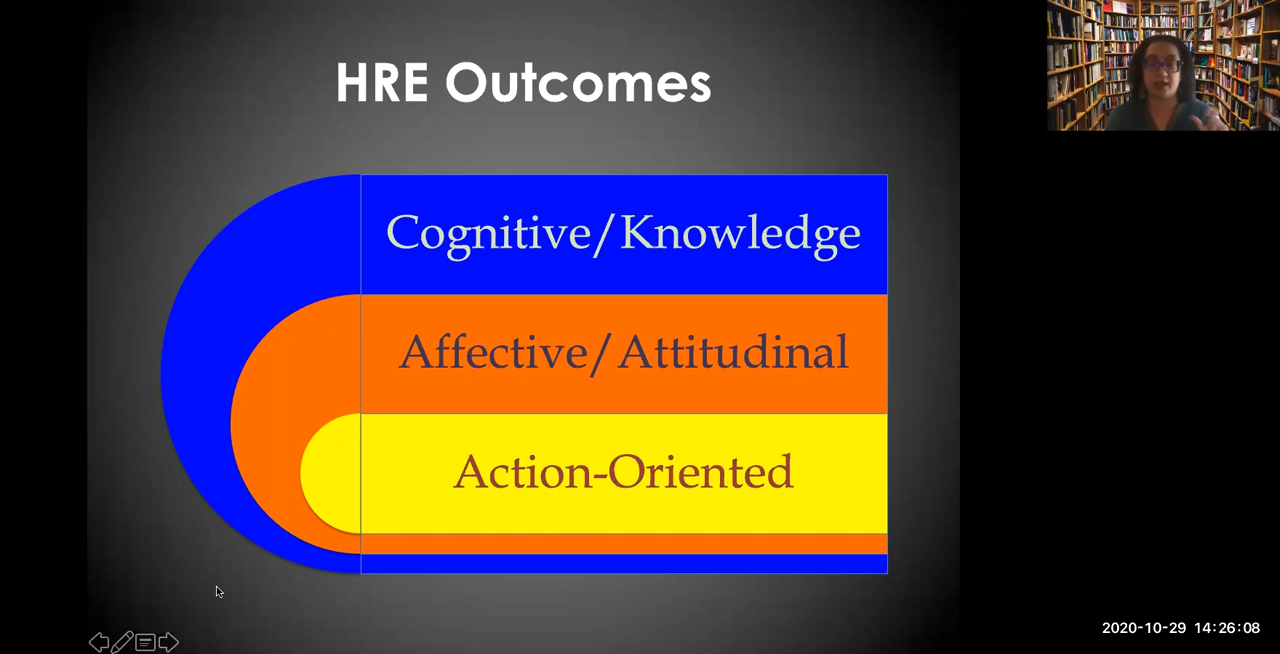 HRE Outcomes
Cognitive/Knowledge
Affective/Attitudinal
Action-Oriented
2020-10-29 14:26:08